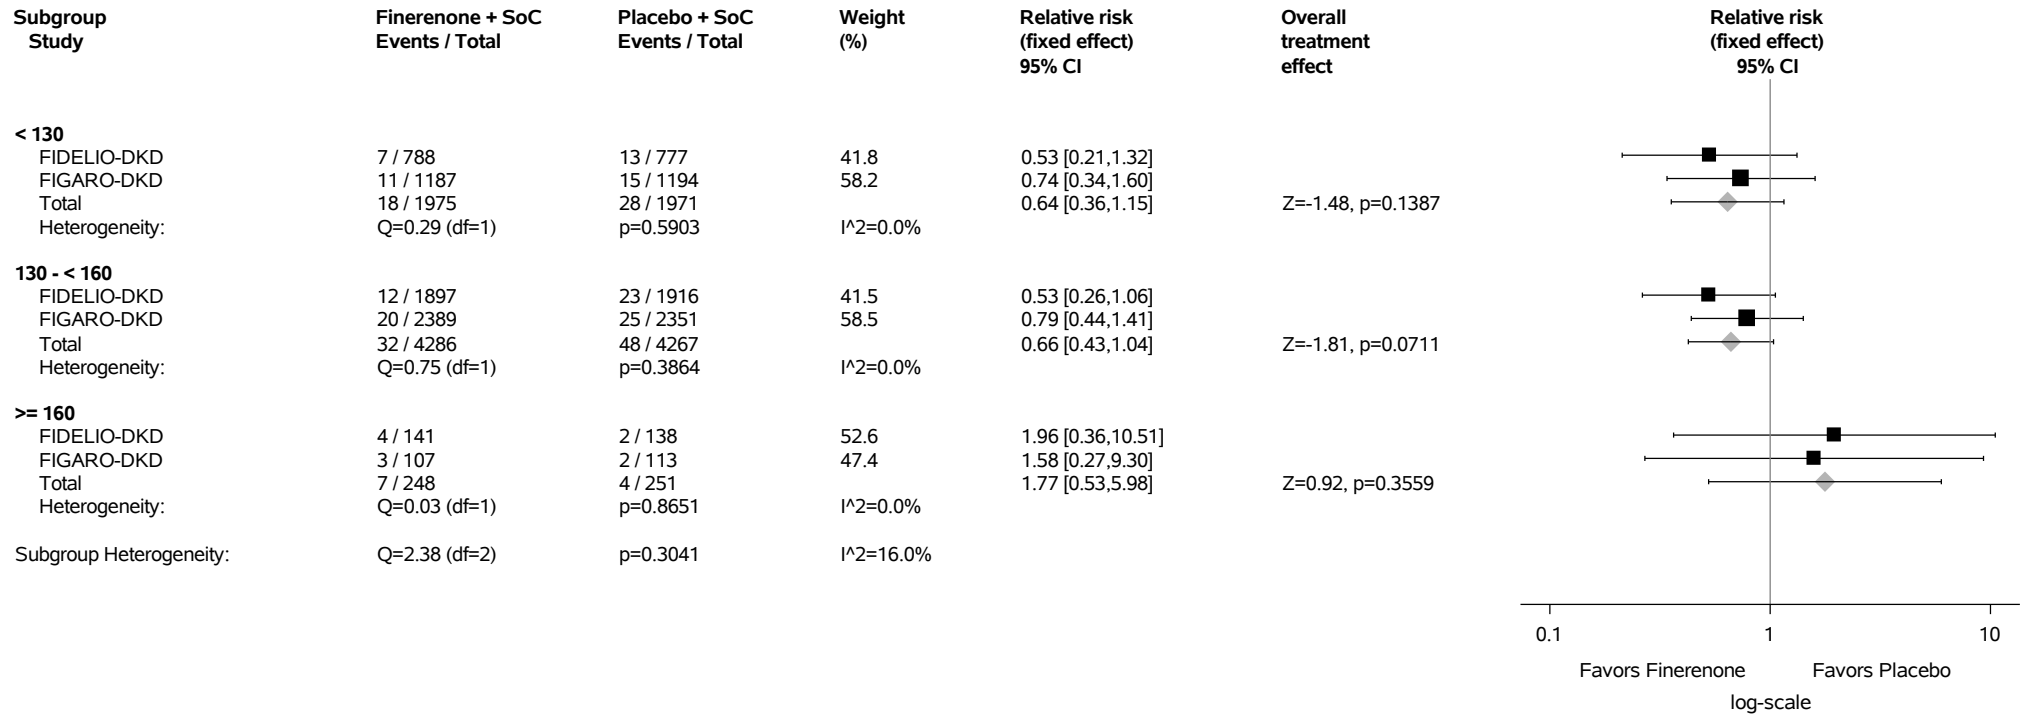 Subgroup Finerenone + SoC Placebo + SoC Weight Relative risk Overall Relative risk
Study Events / Total Events / Total (%) (fixed effect) treatment (fixed effect)
95% CI effect 95% CI
< 130
FIDELIO-DKD 7 / 788 13 / 777 41.8 0.53 [0.21,1.32]
FIGARO-DKD 11 / 1187 15 / 1194 58.2 0.74 [0.34,1.60]
Total 18 / 1975 28 / 1971 0.64 [0.36,1.15] Z=-1.48, p=0.1387
Heterogeneity: Q=0.29 (df=1) p=0.5903 I^2=0.0%
130 - < 160
FIDELIO-DKD 12 / 1897 23 / 1916 41.5 0.53 [0.26,1.06]
FIGARO-DKD 20 / 2389 25 / 2351 58.5 0.79 [0.44,1.41]
Total 32 / 4286 48 / 4267 0.66 [0.43,1.04] Z=-1.81, p=0.0711
Heterogeneity: Q=0.75 (df=1) p=0.3864 I^2=0.0%
>= 160
FIDELIO-DKD 4 / 141 2 / 138 52.6 1.96 [0.36,10.51]
FIGARO-DKD 3 / 107 2 / 113 47.4 1.58 [0.27,9.30]
Total 7 / 248 4 / 251 1.77 [0.53,5.98] Z=0.92, p=0.3559
Heterogeneity: Q=0.03 (df=1) p=0.8651 I^2=0.0%
Subgroup Heterogeneity: Q=2.38 (df=2) p=0.3041 I^2=16.0%
0.1 1 10
Favors Finerenone Favors Placebo
log-scale